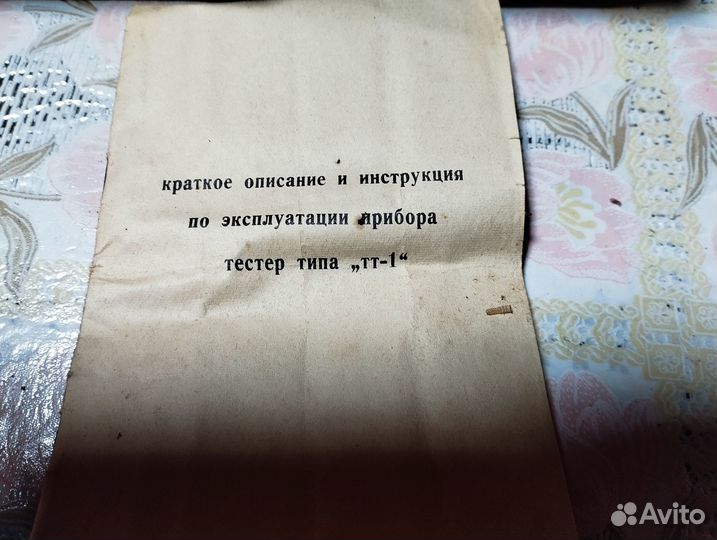 краткое описание и инструкция
по эксплуатации прибора
тестер типа „тт-1“
Avito